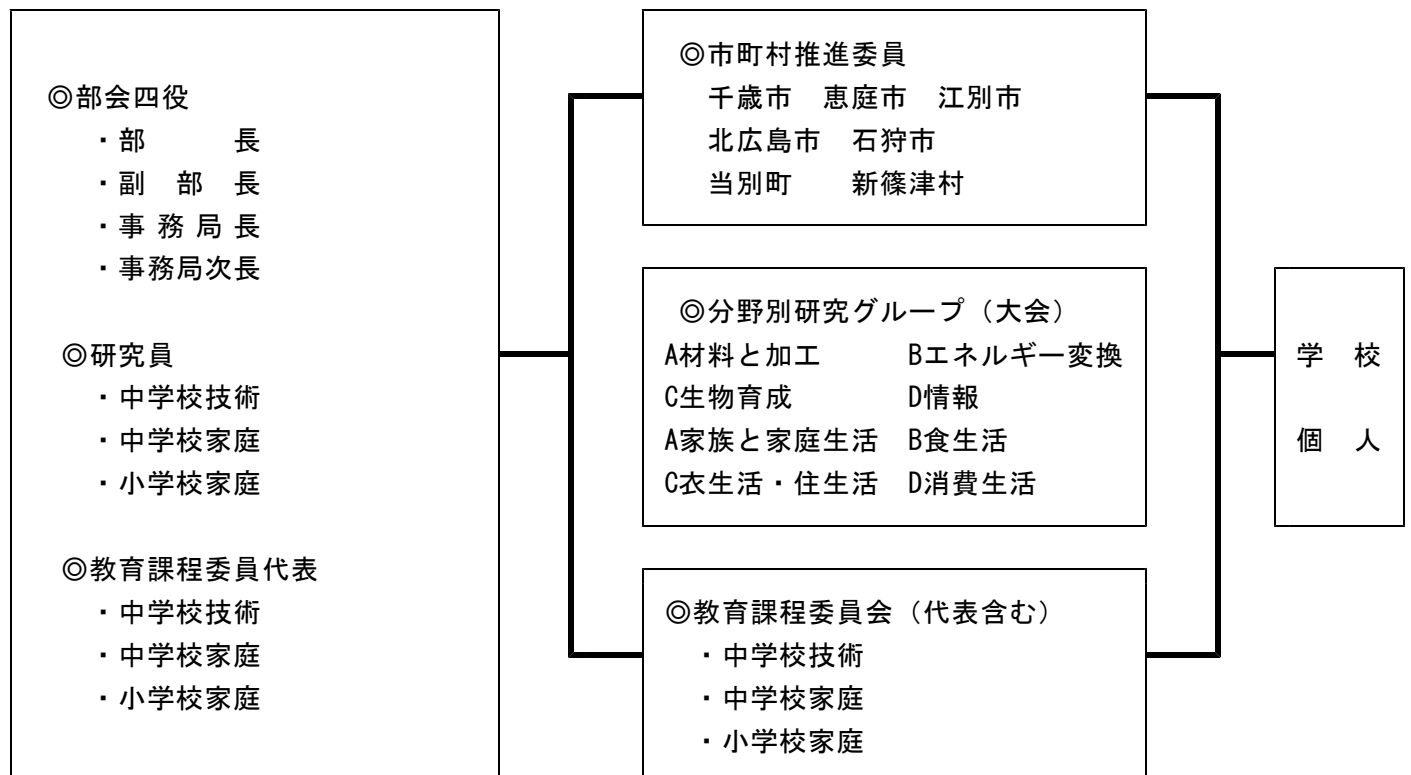 ◎部会四役
・部　　　長
・副　部　長
・事 務 局 長
・事務局次長
◎研究員
・中学校技術
・中学校家庭
・小学校家庭
◎教育課程委員代表
・中学校技術
・中学校家庭
・小学校家庭
◎市町村推進委員
千歳市　恵庭市　江別市
北広島市　石狩市
当別町　　新篠津村
◎分野別研究グループ（大会）
A材料と加工　　　Bエネルギー変換
C生物育成　　　　D情報
A家族と家庭生活　B食生活
C衣生活・住生活　D消費生活
◎教育課程委員会（代表含む）
・中学校技術
・中学校家庭
・小学校家庭
学　校
個　人